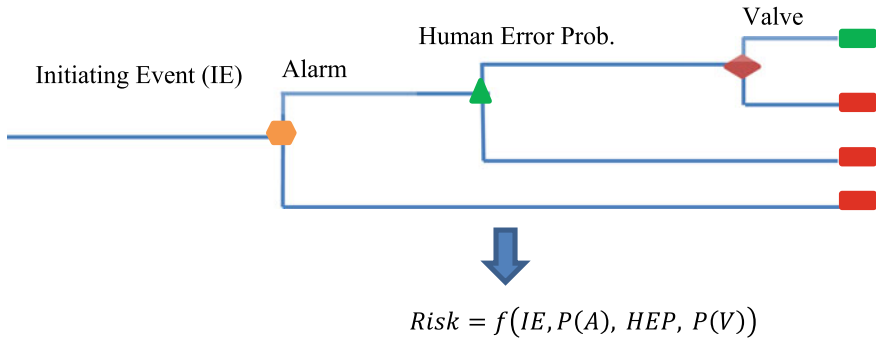 Valve
Human Error Prob.
Initiating Event (IE)
Alarm
Risk = f(IE, P(A), HEP, P(V))